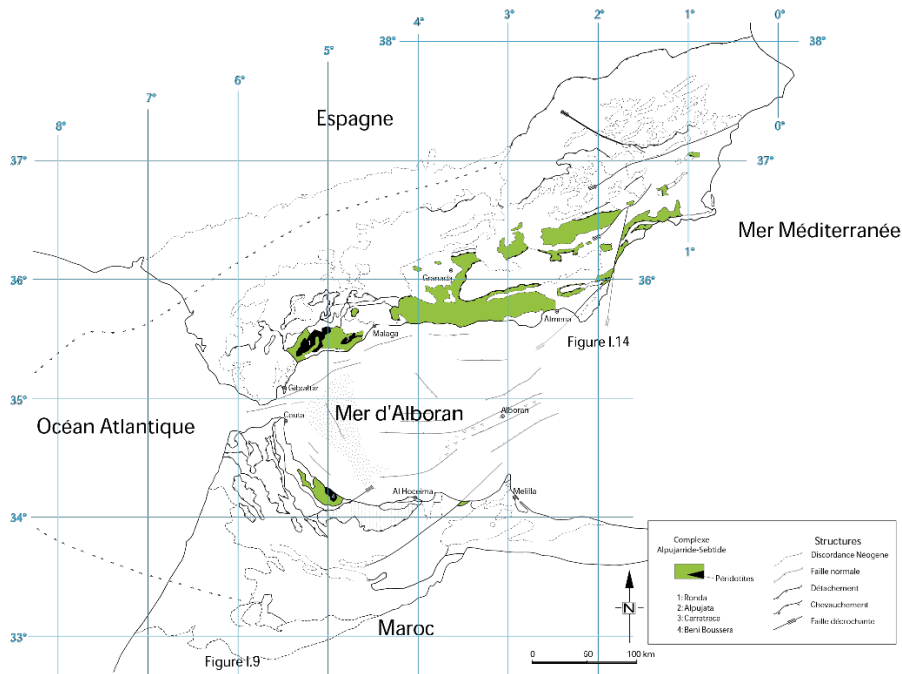 4° 3° 2° 1°
38° 38°
5°
6°
7° 0°
8°
Espagne
37° 37°
Mer Méditerranée
1°
36° 36°
Granada
Almeria
Malaga
Figure I.14
Gibraltar
35°
Mer d'Alboran
Alboran
Océan Atlantique
Ceuta
Al Hoceima
Melilla
34°
Complexe
Alpujarride-Sebtide
Péridotites
1: Ronda
2: Alpujata
3: Carratraca
4: Beni Boussera
Structures
Discordance Neogene
Faille normale
Détachement
Chevauchement
Faille décrochante
N
Maroc
33°
Figure I.9
0 50 100 km